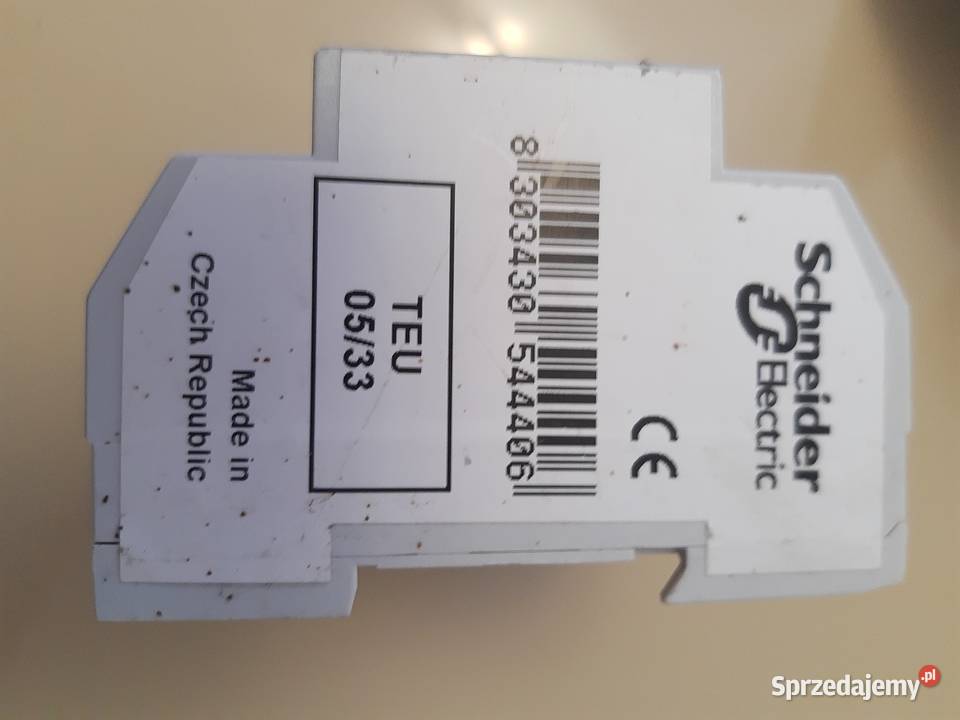 Schneider
Electric
CE
8 303430 544406
TEU
05/33
Made in
Czech Republic
Sprzedajemy.pl